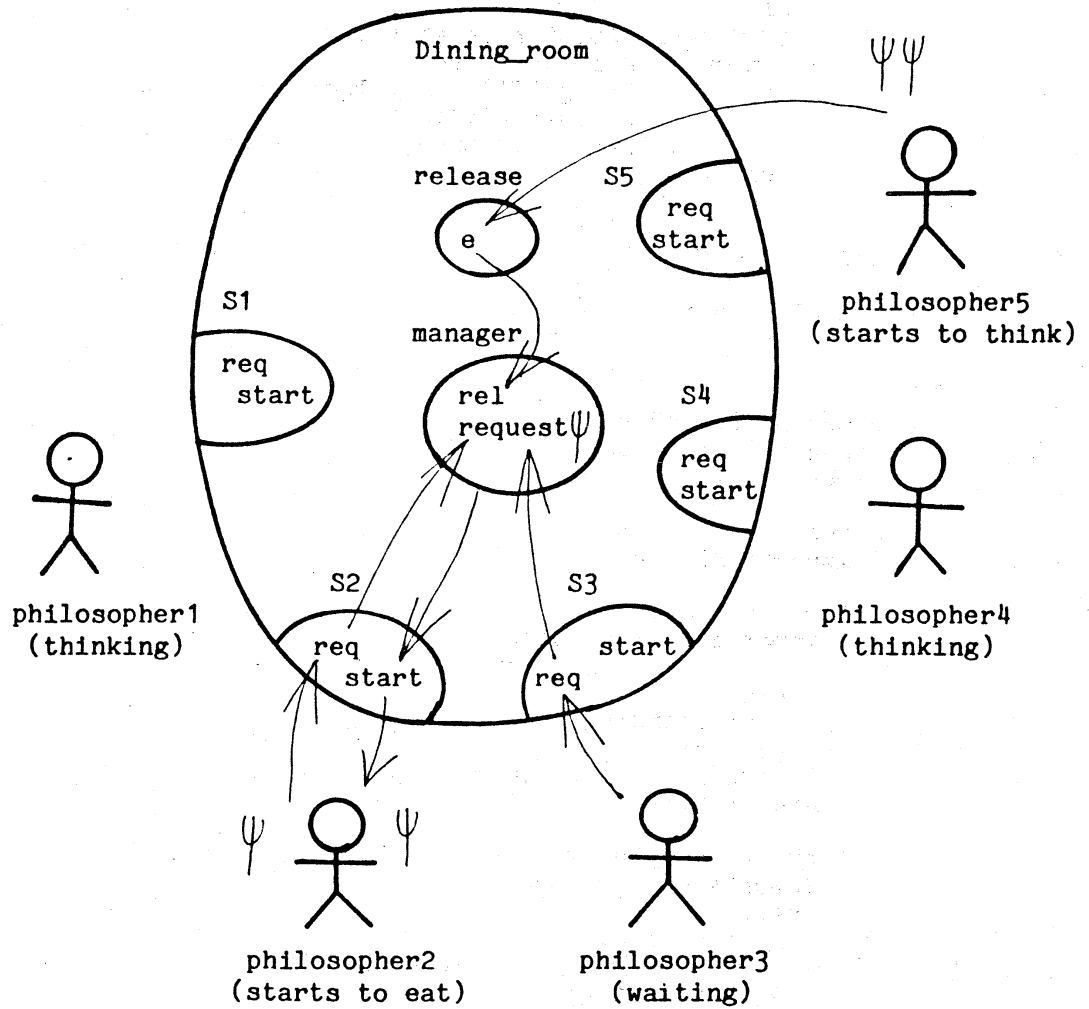 Dining_room
release
S5
e
req
start
S1
manager
req
start
rel
request
S4
req
start
S2
S3
philosopher5
(starts to think)
philosopher1
(thinking)
philosopher4
(thinking)
req
start
start
req
philosopher2
(starts to eat)
philosopher3
(waiting)